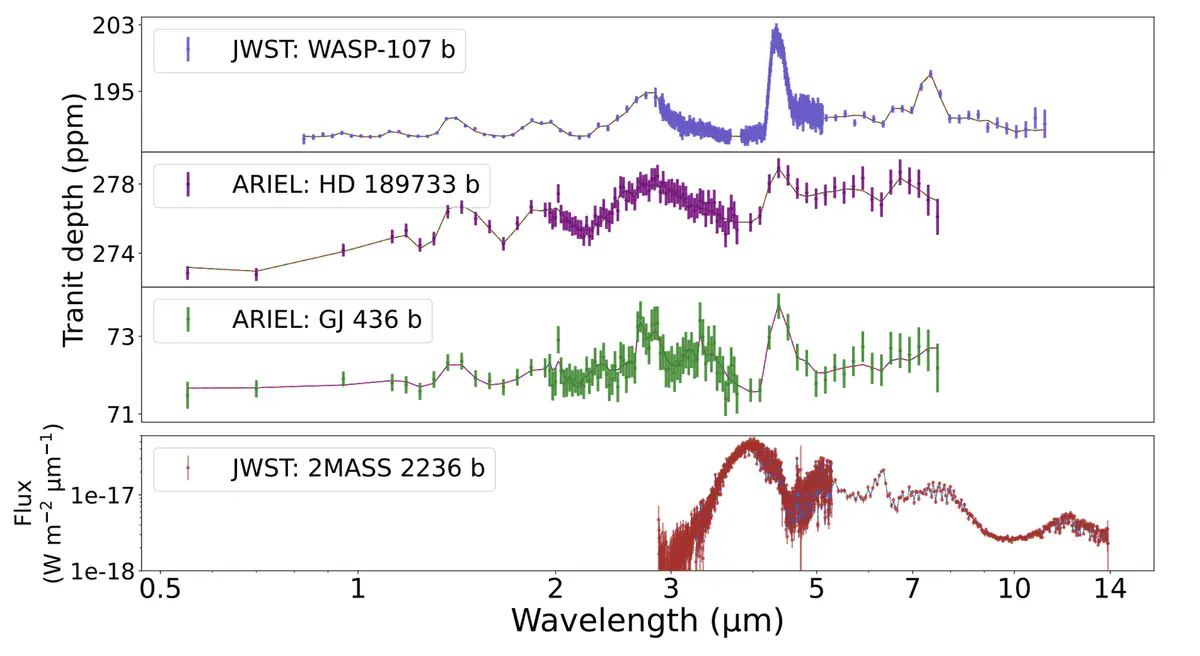 203
JWST: WASP-107 b
195
278
ARIEL: HD 189733 b
274
Tranit depth (ppm)
ARIEL: GJ 436 b
73
71
Flux
(W m−2 μm−1)
JWST: 2MASS 2236 b
1e-17
1e-18
0.5 1 2 3 5 7 10 14
Wavelength (μm)